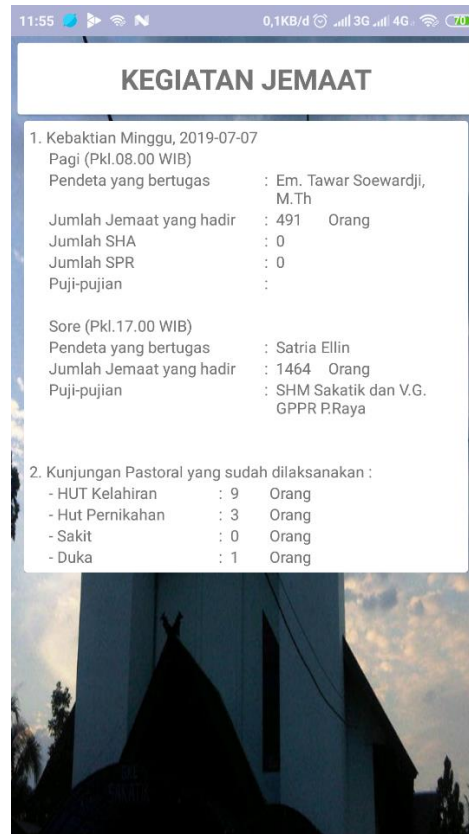 11:55 0,1KB/d 3G 4G 70
KEGIATAN JEMAAT
1. Kebaktian Minggu, 2019-07-07
Pagi (Pkl.08.00 WIB)
Pendeta yang bertugas : Em. Tawar Soewardji,
M.Th
Jumlah Jemaat yang hadir : 491 Orang
Jumlah SHA : 0
Jumlah SPR : 0
Puji-pujian :
Sore (Pkl.17.00 WIB)
Pendeta yang bertugas : Satria Ellin
Jumlah Jemaat yang hadir : 1464 Orang
Puji-pujian : SHM Sakatik dan V.G.
GPPR P.Raya
2. Kunjungan Pastoral yang sudah dilaksanakan :
- HUT Kelahiran : 9 Orang
- Hut Pernikahan : 3 Orang
- Sakit : 0 Orang
- Duka : 1 Orang